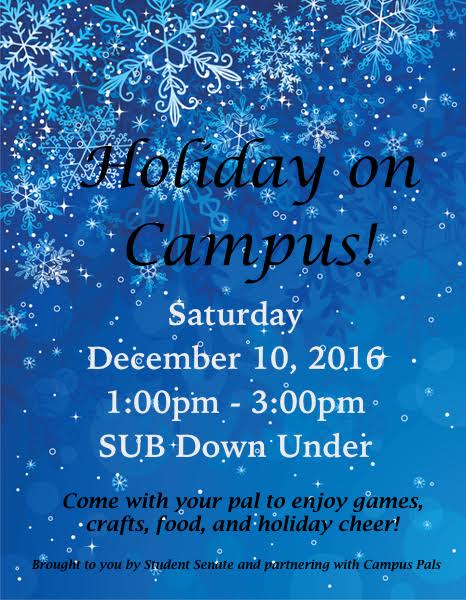 Holiday on
Campus!
Saturday
December 10, 2016
1:00pm - 3:00pm
SUB Down Under
Come with your pal to enjoy games,
crafts, food, and holiday cheer!
Brought to you by Student Senate and partnering with Campus Pals